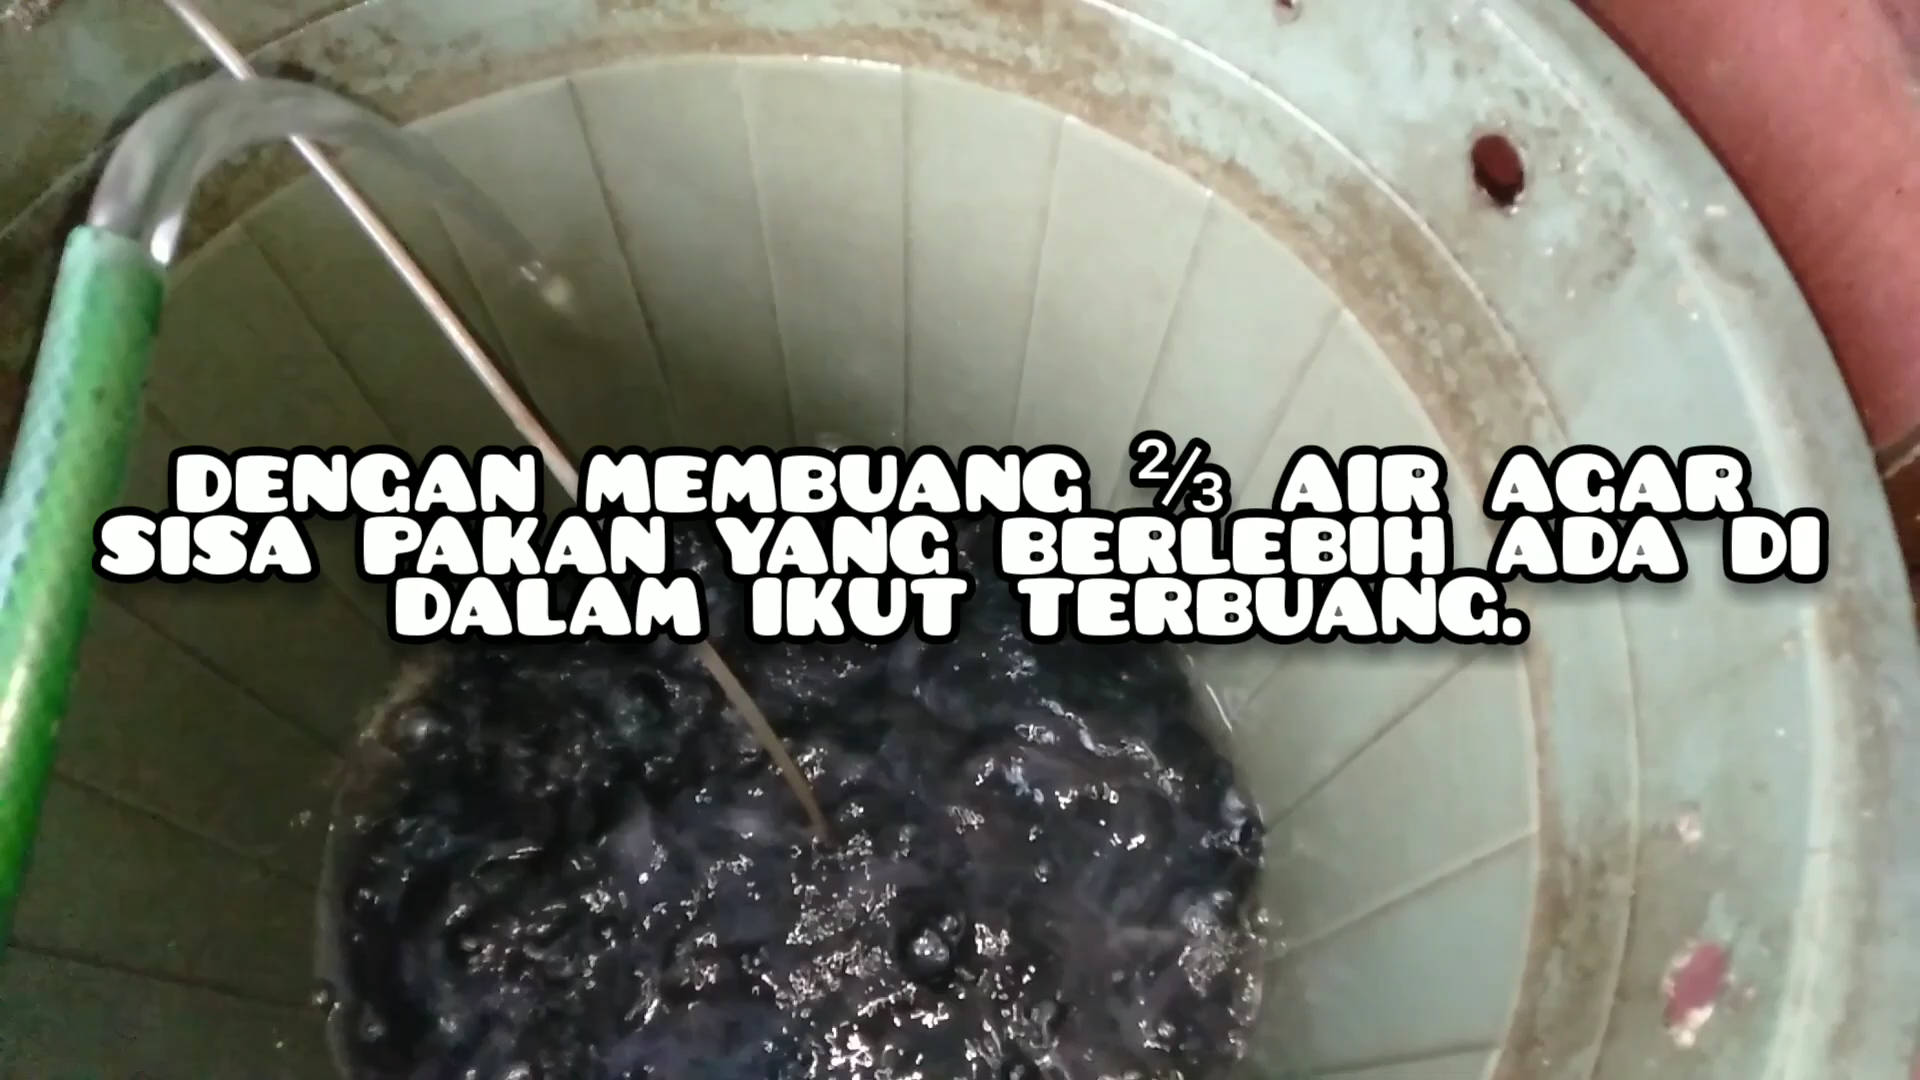 DENGAN MEMBUANG ⅔ AIR AGAR
SISA PAKAN YANG BERLEBIH ADA DI
DALAM IKUT TERBUANG.